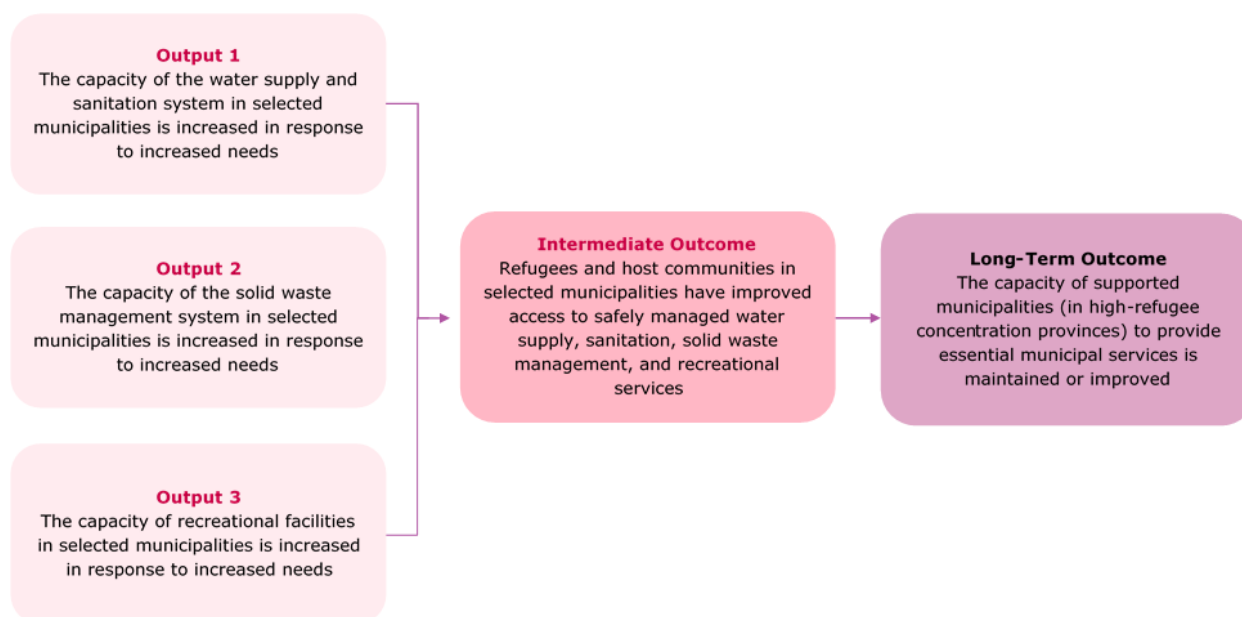 Output 1
The capacity of the water supply and
sanitation system in selected
municipalities is increased in response
to increased needs
Output 2
The capacity of the solid waste
management system in selected
municipalities is increased in response
to increased needs
Output 3
The capacity of recreational facilities
in selected municipalities is increased
in response to increased needs
Intermediate Outcome
Refugees and host communities in
selected municipalities have improved
access to safely managed water
supply, sanitation, solid waste
management, and recreational
services
Long-Term Outcome
The capacity of supported
municipalities (in high-refugee
concentration provinces) to provide
essential municipal services is
maintained or improved